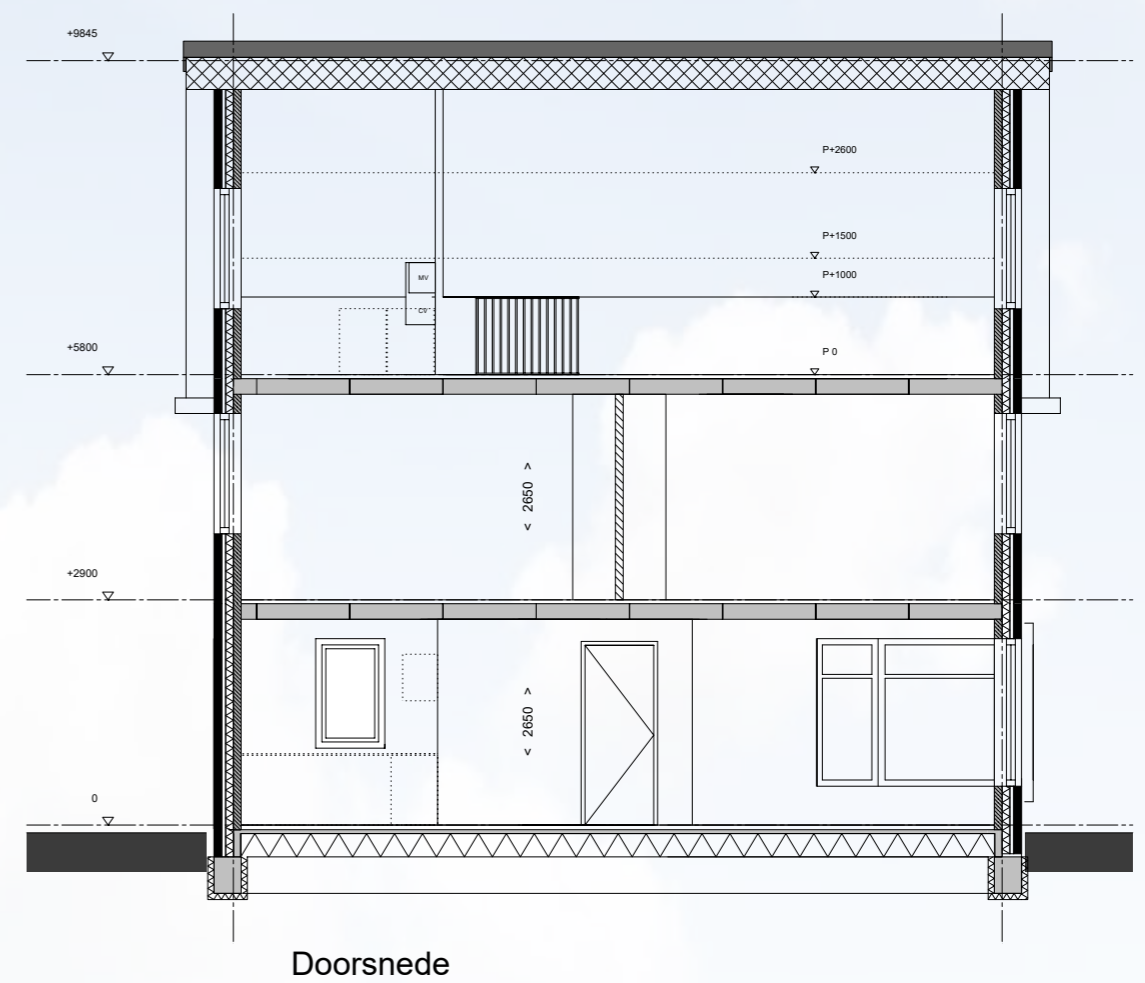 +9845
P+2600
P+1500
P+1000
MV
CV
+5800
P 0
< 2650 >
+2900
< 2650 >
0
Doorsnede